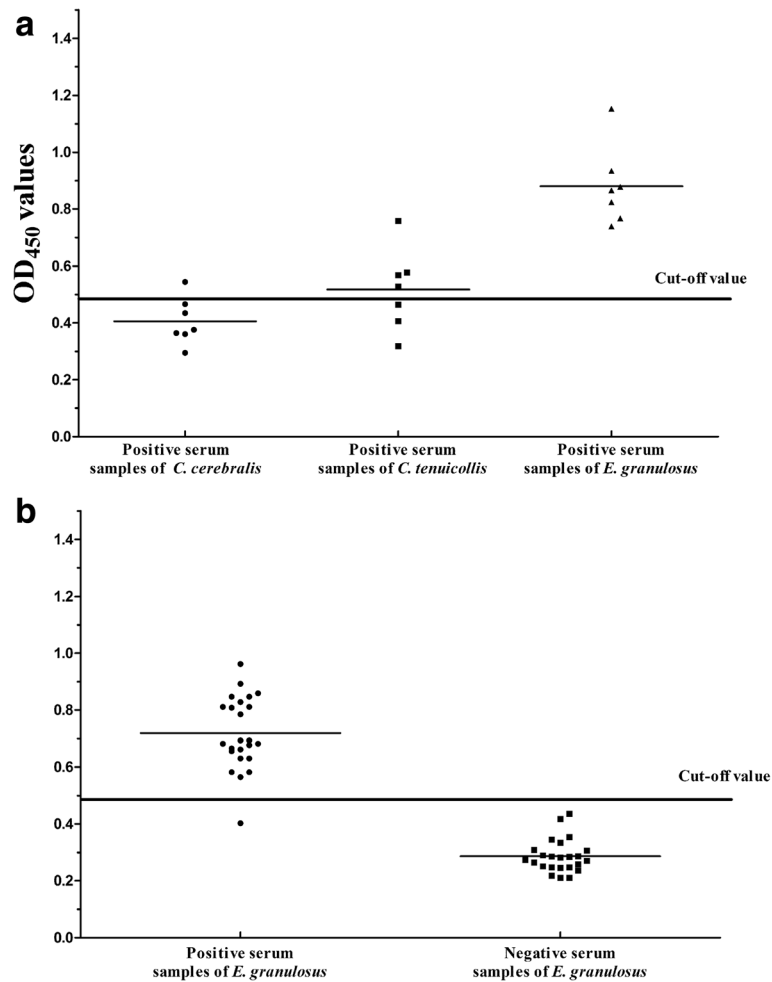 a
1.4
1.2
1.0
0.8
0.6
0.4
0.2
0.0
OD450 values
Cut-off value
Positive serum
samples of C. cerebralis
Positive serum
samples of C. tenuicollis
Positive serum
samples of E. granulosus
b
1.4
1.2
1.0
0.8
0.6
0.4
0.2
0.0
Cut-off value
Positive serum
samples of E. granulosus
Negative serum
samples of E. granulosus